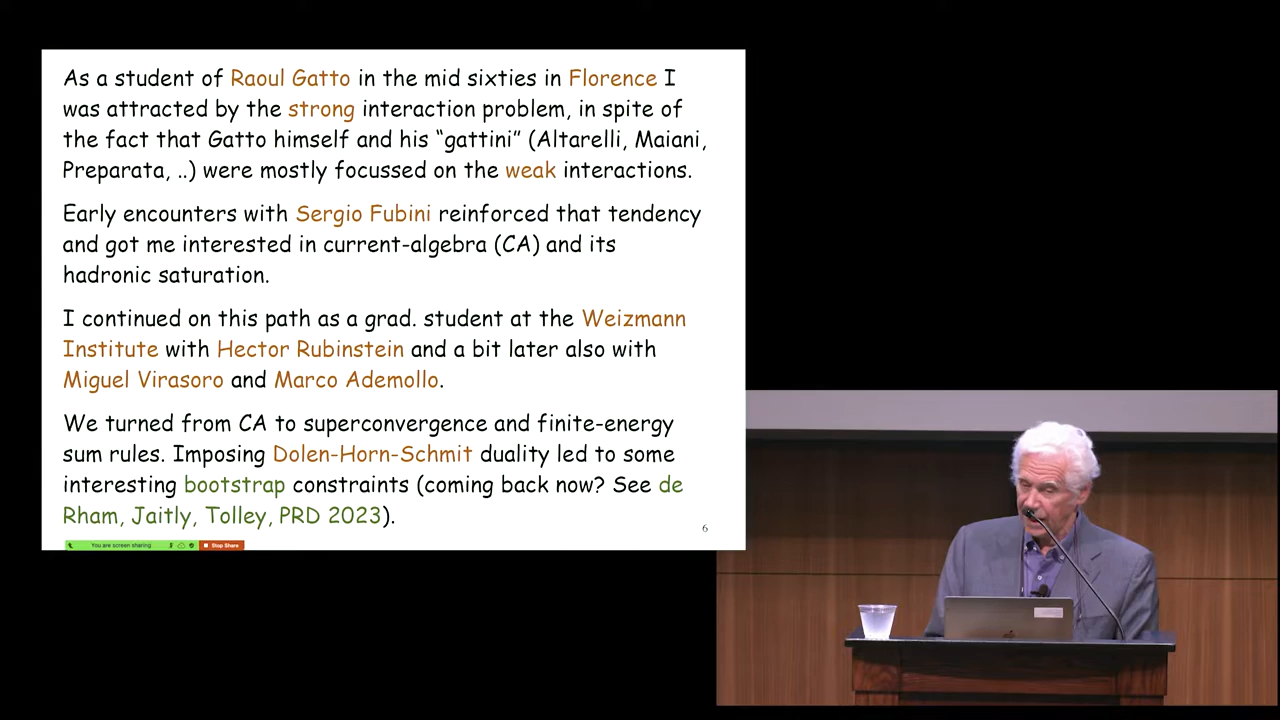 As a student of Raoul Gatto in the mid sixties in Florence I
was attracted by the strong interaction problem, in spite of
the fact that Gatto himself and his “gattini” (Altarelli, Maiani,
Preparata, ..) were mostly focussed on the weak interactions.
Early encounters with Sergio Fubini reinforced that tendency
and got me interested in current-algebra (CA) and its
hadronic saturation.
I continued on this path as a grad. student at the Weizmann
Institute with Hector Rubinstein and a bit later also with
Miguel Virasoro and Marco Ademollo.
We turned from CA to superconvergence and finite-energy
sum rules. Imposing Dolen-Horn-Schmit duality led to some
interesting bootstrap constraints (coming back now? See de
Rham, Jaitly, Tolley, PRD 2023).
6
You are screen sharing Stop Share